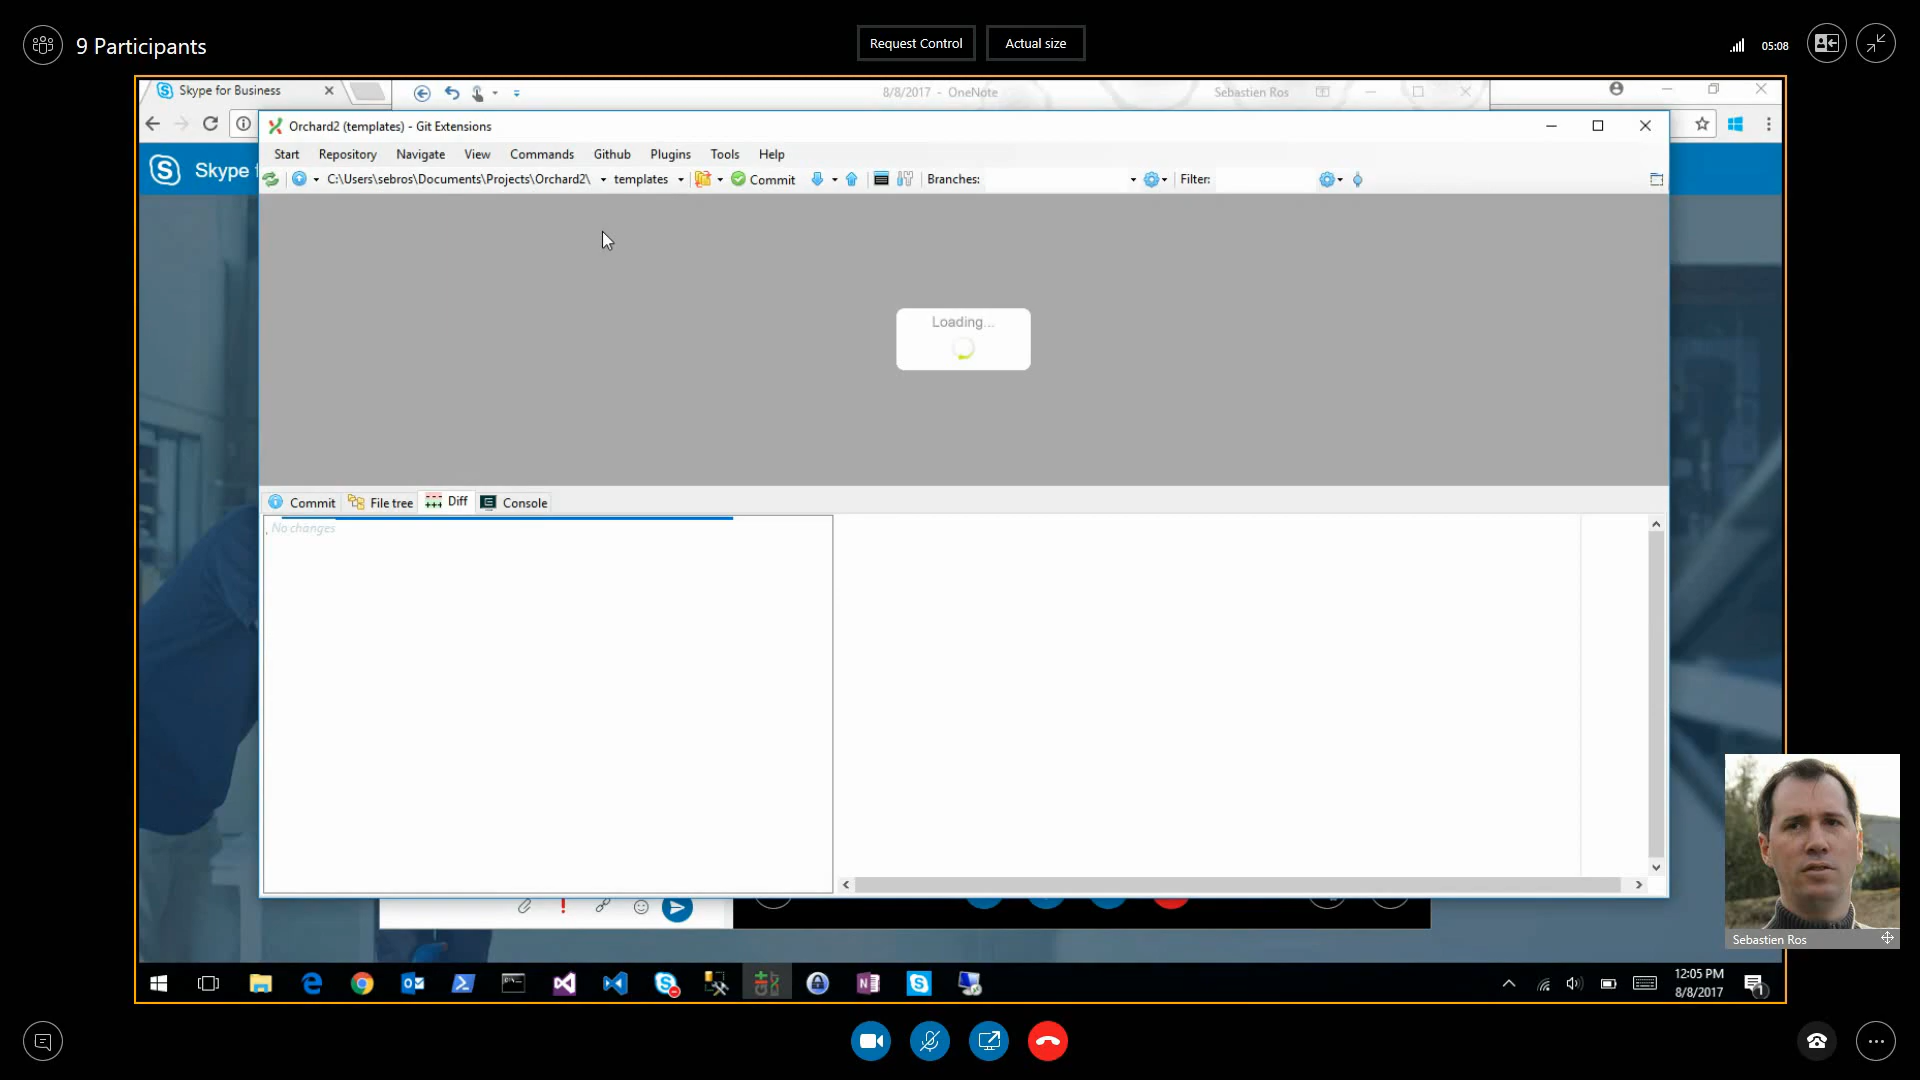 9 Participants
Request Control
Actual size
05:08
Skype for Business
8/8/2017 - OneNote
Sebastien Ros
Skype f
Orchard2 (templates) - Git Extensions
Start Repository Navigate View Commands Github Plugins Tools Help
C:\Users\sebros\Documents\Projects\Orchard2\ templates Commit Branches: Filter:
Loading...
Commit File tree Diff Console
No changes
Sebastien Ros
12:05 PM
8/8/2017
1